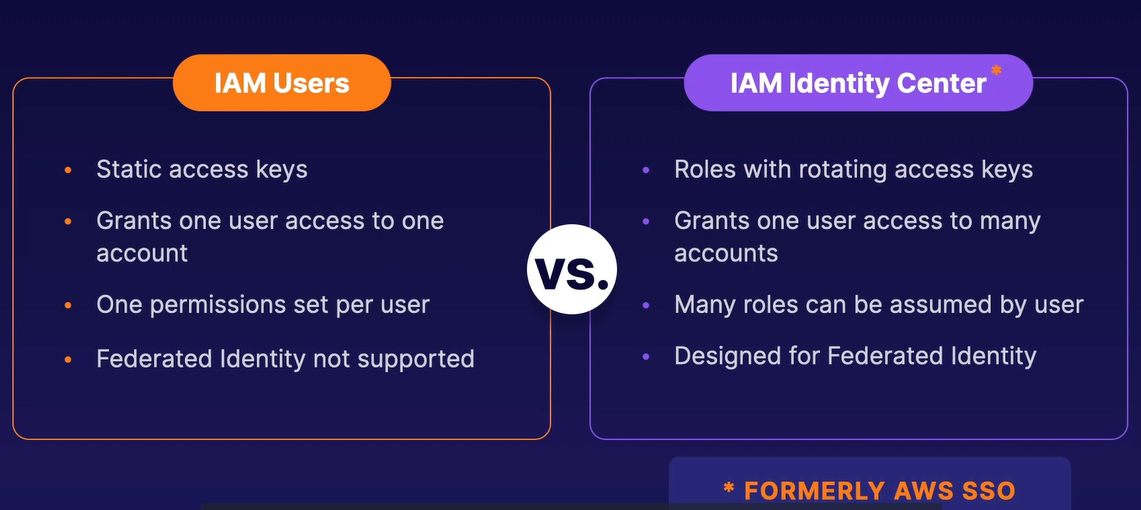 IAM Users
• Static access keys
• Grants one user access to one
account
• One permissions set per user
• Federated Identity not supported
vs.
IAM Identity Center*
• Roles with rotating access keys
• Grants one user access to many
accounts
• Many roles can be assumed by user
• Designed for Federated Identity
* FORMERLY AWS SSO